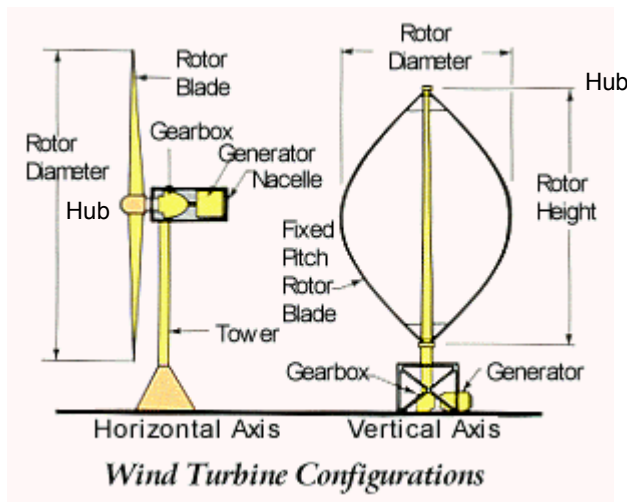 Rotor
Blade
Gearbox
Generator
Nacelle
Rotor
Diameter
Hub
Tower
Horizontal Axis
Rotor
Diameter
Hub
Rotor
Height
Fixed
Pitch
Rotor
Blade
Gearbox
Generator
Vertical Axis
Wind Turbine Configurations